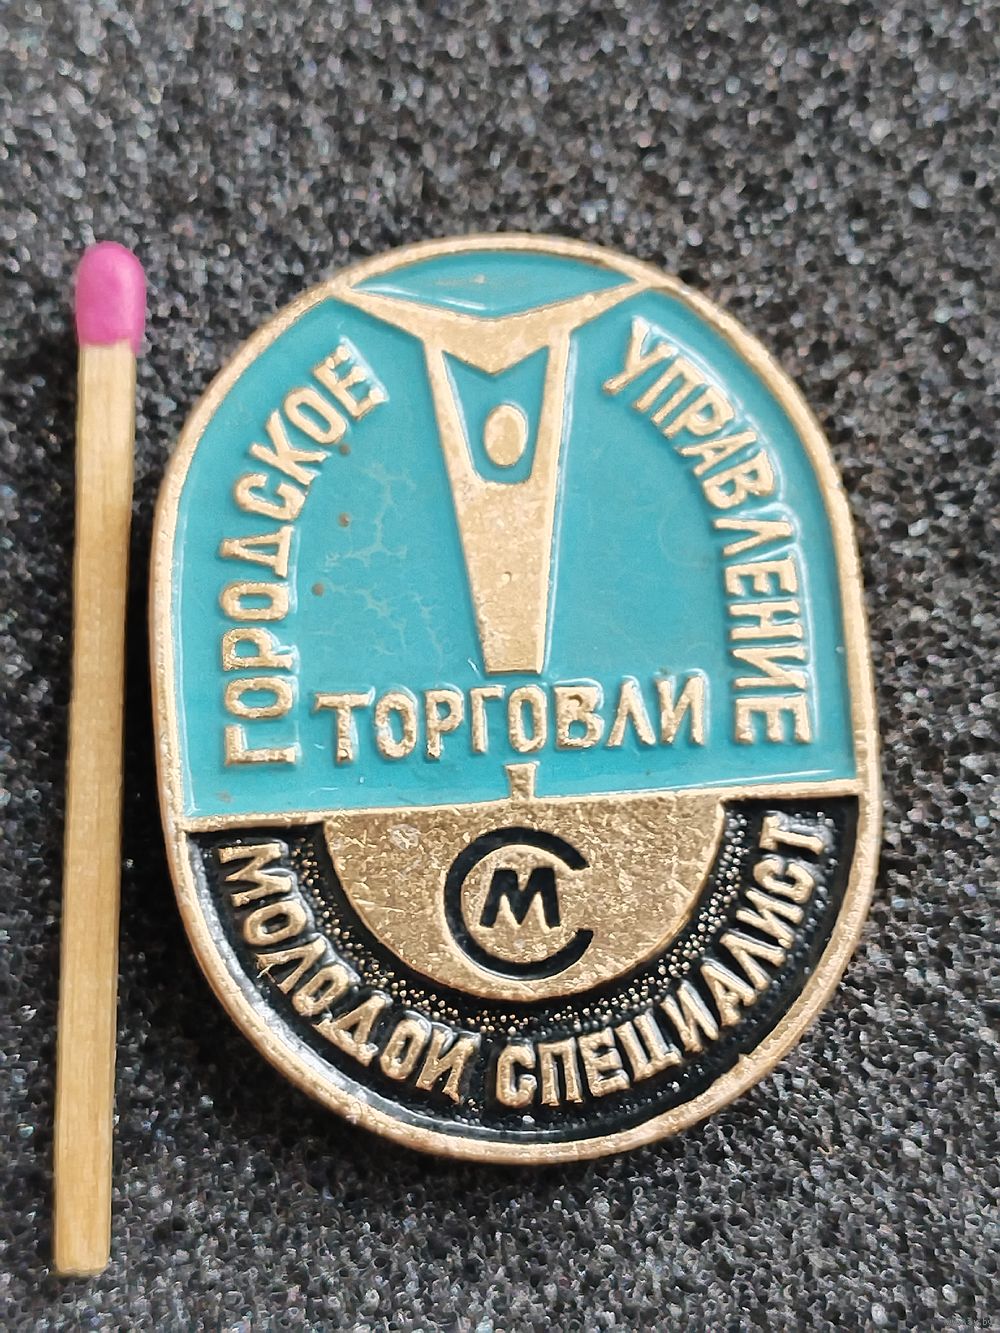 ГОРОДСКОЕ
УПРАВЛЕНИЕ
ТОРГОВЛИ
СМ
МОЛОДОЙ СПЕЦИАЛИСТ